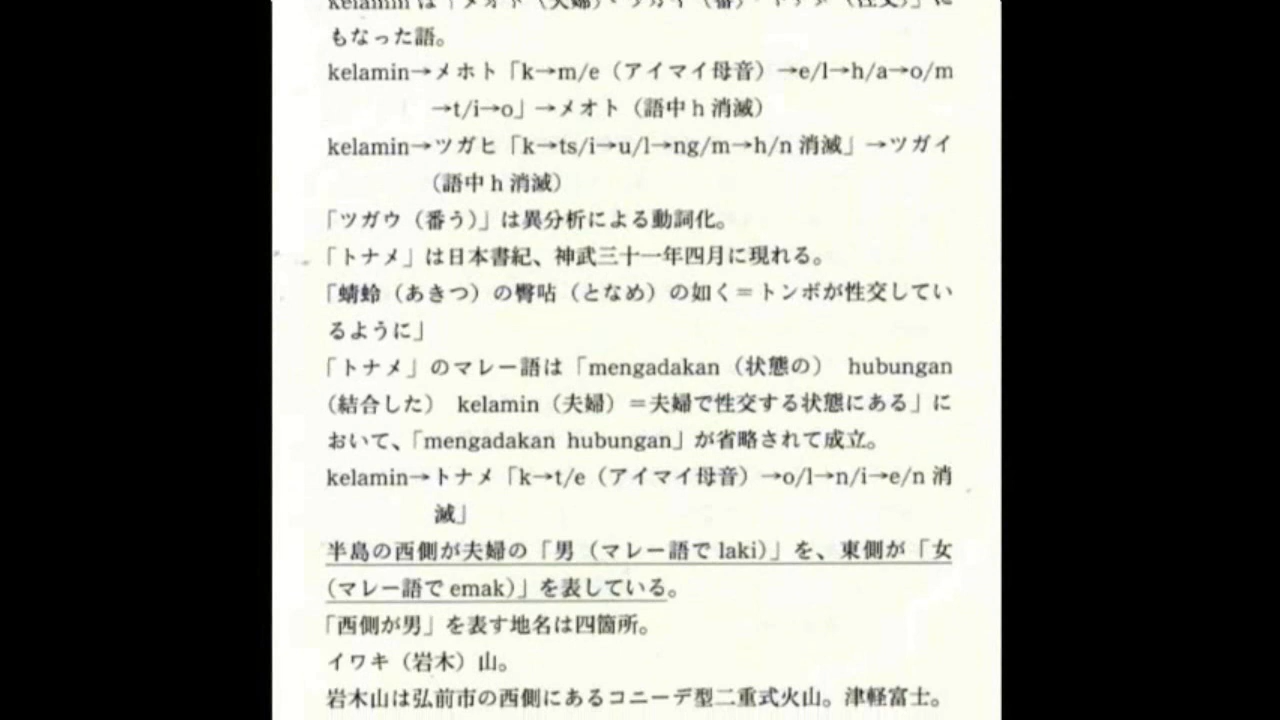 もなった語。
kelamin→メホト「k→m/e（アイマイ母音）→e/l→h/a→o/m
→t/i→o」→メオト（語中h消滅）
kelamin→ツガヒ「k→ts/i→u/l→ng/m→h/n消滅」→ツガイ
（語中h消滅）
「ツガウ（番う）」は異分析による動詞化。
「トナメ」は日本書紀、神武三十一年四月に現れる。
「蜻蛉（あきつ）の臀呫（となめ）の如く＝トンボが性交してい
るように」
「トナメ」のマレー語は「mengadakan（状態の） hubungan
（結合した） kelamin（夫婦）＝夫婦で性交する状態にある」に
おいて、「mengadakan hubungan」が省略されて成立。
kelamin→トナメ「k→t/e（アイマイ母音）→o/l→n/i→e/n消
滅」
半島の西側が夫婦の「男（マレー語でlaki）」を、東側が「女
（マレー語でemak）」を表している。
「西側が男」を表す地名は四箇所。
イワキ（岩木）山。
岩木山は弘前市の西側にあるコニーデ型二重式火山。津軽富士。